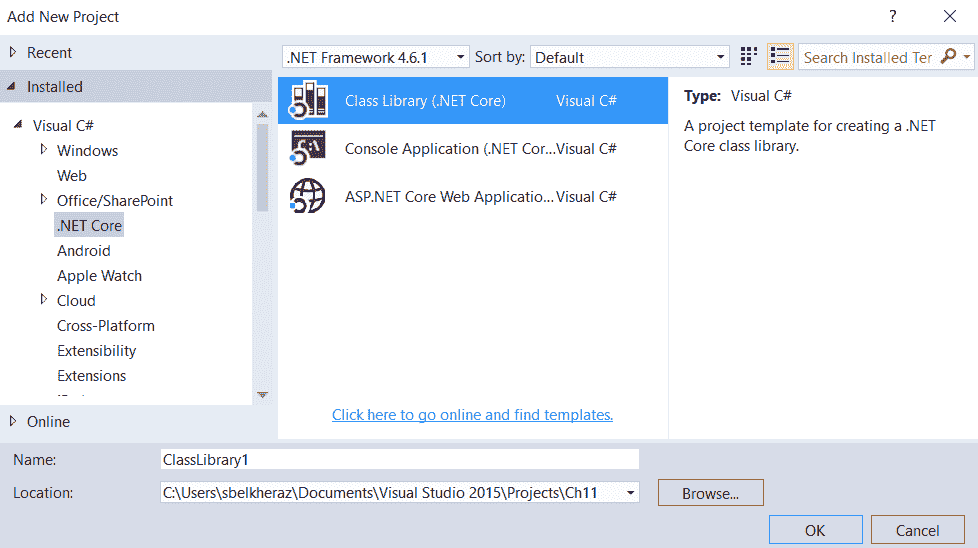 Add New Project
?
Recent
Installed
Visual C#
Windows
Web
Office/SharePoint
.NET Core
Android
Apple Watch
Cloud
Cross-Platform
Extensibility
Extensions
Online
.NET Framework 4.6.1
Sort by:
Default
Search Installed Ter
Class Library (.NET Core)
Visual C#
Console Application (.NET Cor...
Visual C#
ASP.NET Core Web Applicatio...
Visual C#
Click here to go online and find templates.
Type: Visual C#
A project template for creating a .NET
Core class library.
Name:
ClassLibrary1
Location:
C:\Users\sbelkheraz\Documents\Visual Studio 2015\Projects\Ch11
Browse...
OK
Cancel